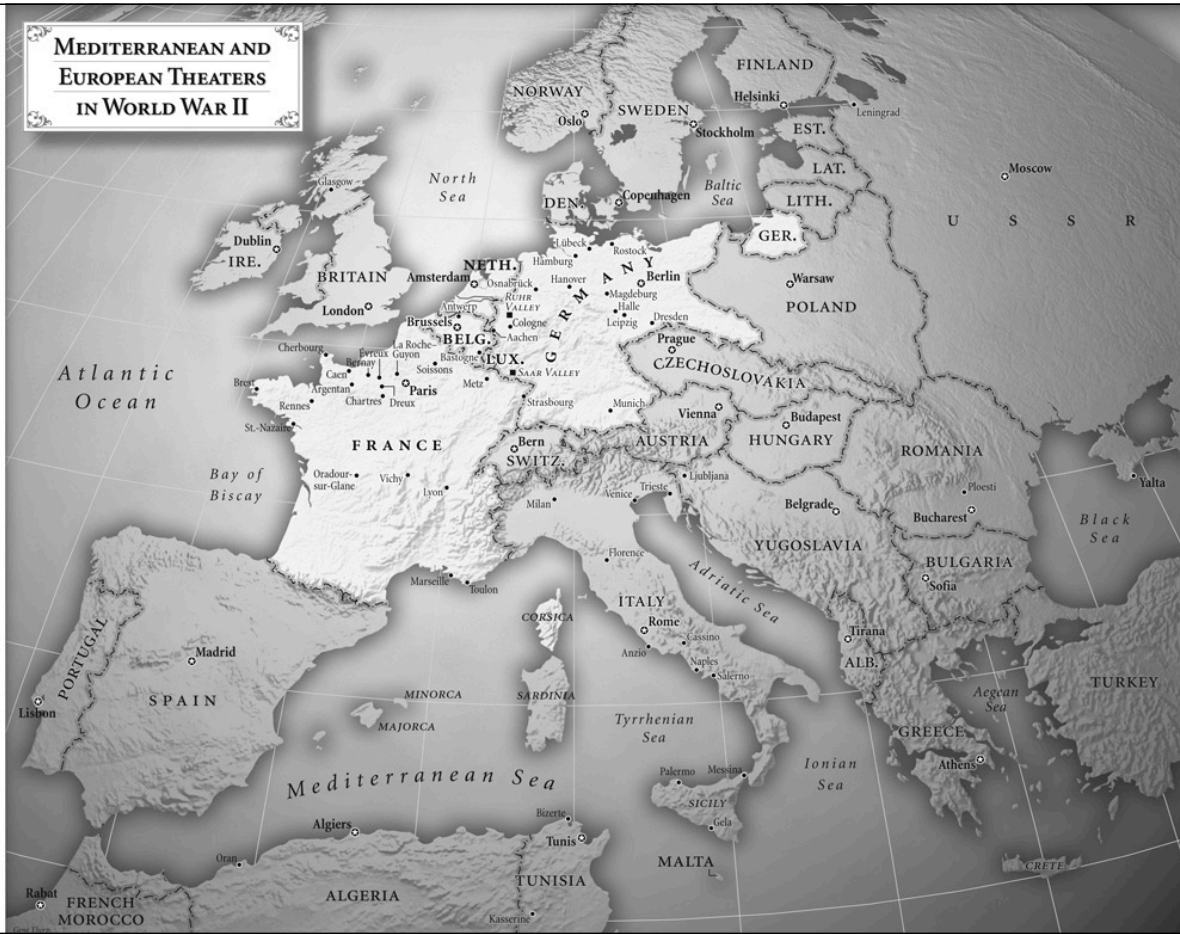 MEDITERRANEAN AND
EUROPEAN THEATERS
IN WORLD WAR II
FINLAND
Helsinki
Leningrad
NORWAY
Oslo
SWEDEN
Stockholm
EST.
LAT.
LITH.
Moscow
U S S R
Glasgow
North
Sea
DEN.
Copenhagen
Baltic
Sea
GER.
Dublin
IRE.
BRITAIN
London
NETH.
Amsterdam
Lübeck
Rostock
Hamburg
Osnabrück
Hanover
Berlin
GERMANY
Magdeburg
Halle
Leipzig
Dresden
RUHR
VALLEY
Cologne
Aachen
Warsaw
POLAND
Antwerp
Brussels
BELG.
Bastogne
LUX.
SAAR VALLEY
Prague
CZECHOSLOVAKIA
Cherbourg
Caen
Bernay
Évreux
La Roche-
Guyon
Soissons
Argentan
Paris
Chartres
Dreux
Metz
Strasbourg
Munich
Atlantic
Ocean
Brest
Rennes
St.-Nazaire
FRANCE
Bern
SWITZ.
Vienna
AUSTRIA
Budapest
HUNGARY
ROMANIA
Ploesti
Bucharest
Yalta
Black
Sea
Bay of
Biscay
Oradour-
sur-Glane
Vichy
Lyon
Milan
Venice
Trieste
Ljubljana
Belgrade
YUGOSLAVIA
BULGARIA
Sofia
Marseille
Toulon
Florence
Adriatic Sea
ITALY
Rome
CORSICA
Anzio
Cassino
Naples
Salerno
Tirana
ALB.
PORTUGAL
Lisbon
Madrid
SPAIN
MINORCA
MAJORCA
SARDINIA
Tyrrhenian
Sea
Aegean
Sea
TURKEY
GREECE
Athens
Ionian
Sea
Mediterranean Sea
Palermo
Messina
SICILY
Gela
MALTA
CRETE
Algiers
Oran
Bizerte
Tunis
TUNISIA
ALGERIA
Kasserine
Rabat
FRENCH
MOROCCO